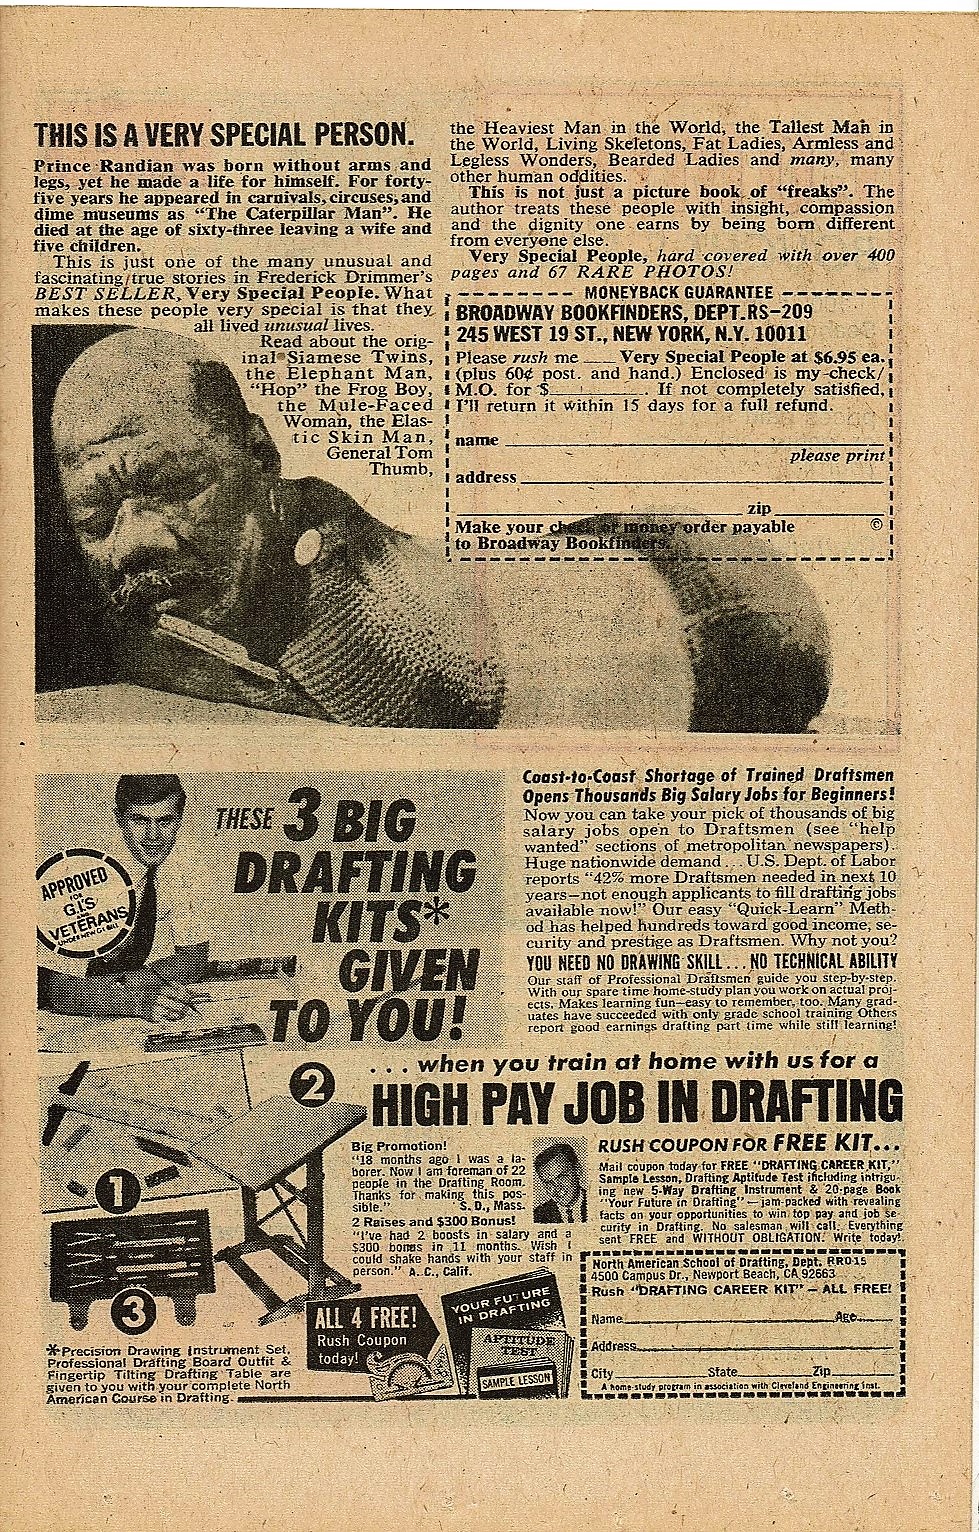 THIS IS A VERY SPECIAL PERSON.
Prince Randian was born without arms and
legs, yet he made a life for himself. For forty-
five years he appeared in carnivals, circuses, and
dime museums as "The Caterpillar Man". He
died at the age of sixty-three leaving a wife and
five children.
This is just one of the many unusual and
fascinating true stories in Frederick Drimmer's
BEST SELLER, Very Special People. What
makes these people very special is that they
all lived unusual lives.
Read about the orig-
inal Siamese Twins,
the Elephant Man,
"Hop" the Frog Boy,
the Mule-Faced
Woman, the Elas-
tic Skin Man,
General Tom
Thumb,
the Heaviest Man in the World, the Tallest Man in
the World, Living Skeletons, Fat Ladies, Armless and
Legless Wonders, Bearded Ladies and many, many
other human oddities.
This is not just a picture book of "freaks". The
author treats these people with insight, compassion
and the dignity one earns by being born different
from everyone else.
Very Special People, hard covered with over 400
pages and 67 RARE PHOTOS!
MONEYBACK GUARANTEE
BROADWAY BOOKFINDERS, DEPT. RS-209
245 WEST 19 ST., NEW YORK, N.Y. 10011
Please rush me ___ Very Special People at $6.95 ea.
(plus 60¢ post. and hand.) Enclosed is my check/
M.O. for $_________. If not completely satisfied,
I'll return it within 15 days for a full refund.
name
please print
address
zip
Make your check or money order payable ©
to Broadway Bookfinders.
THESE 3 BIG
DRAFTING
KITS*
GIVEN
TO YOU!
APPROVED
FOR
G.I.'S
AND
VETERANS
UNDER NEW G.I. BILL
Coast-to-Coast Shortage of Trained Draftsmen
Opens Thousands Big Salary Jobs for Beginners!
Now you can take your pick of thousands of big
salary jobs open to Draftsmen (see "help
wanted" sections of metropolitan newspapers).
Huge nationwide demand... U.S. Dept. of Labor
reports "42% more Draftsmen needed in next 10
years—not enough applicants to fill drafting jobs
available now!" Our easy "Quick-Learn" Meth-
od has helped hundreds toward good income, se-
curity and prestige as Draftsmen. Why not you?
YOU NEED NO DRAWING SKILL...NO TECHNICAL ABILITY
Our staff of Professional Draftsmen guide you step-by-step.
With our spare time home-study plan you work on actual proj-
ects. Makes learning fun—easy to remember, too. Many grad-
uates have succeeded with only grade school training Others
report good earnings drafting part time while still learning!
... when you train at home with us for a
HIGH PAY JOB IN DRAFTING
2
1
3
Big Promotion!
"18 months ago I was a la-
borer. Now I am foreman of 22
people in the Drafting Room.
Thanks for making this pos-
sible." S. D., Mass.
2 Raises and $300 Bonus!
"I've had 2 boosts in salary and a
$300 bonus in 11 months. Wish I
could shake hands with your staff in
person." A.C., Calif.
RUSH COUPON FOR FREE KIT...
Mail coupon today for FREE "DRAFTING CAREER KIT,"
Sample Lesson, Drafting Aptitude Test including intrigu-
ing new 5-Way Drafting Instrument & 20-page Book
"Your Future in Drafting" — jam-packed with revealing
facts on your opportunities to win top pay and job se-
curity in Drafting. No salesman will call. Everything
sent FREE and WITHOUT OBLIGATION. Write today!
ALL 4 FREE!
Rush Coupon
today!
YOUR FUTURE
IN DRAFTING
APTITUDE
TEST
SAMPLE LESSON
*Precision Drawing Instrument Set,
Professional Drafting Board Outfit &
Fingertip Tilting Drafting Table are
given to you with your complete North
American Course in Drafting.
North American School of Drafting, Dept. RR015
4500 Campus Dr., Newport Beach, CA 92663
Rush "DRAFTING CAREER KIT" — ALL FREE!
Name Age
Address
City State Zip
A home-study program in association with Cleveland Engineering Inst.